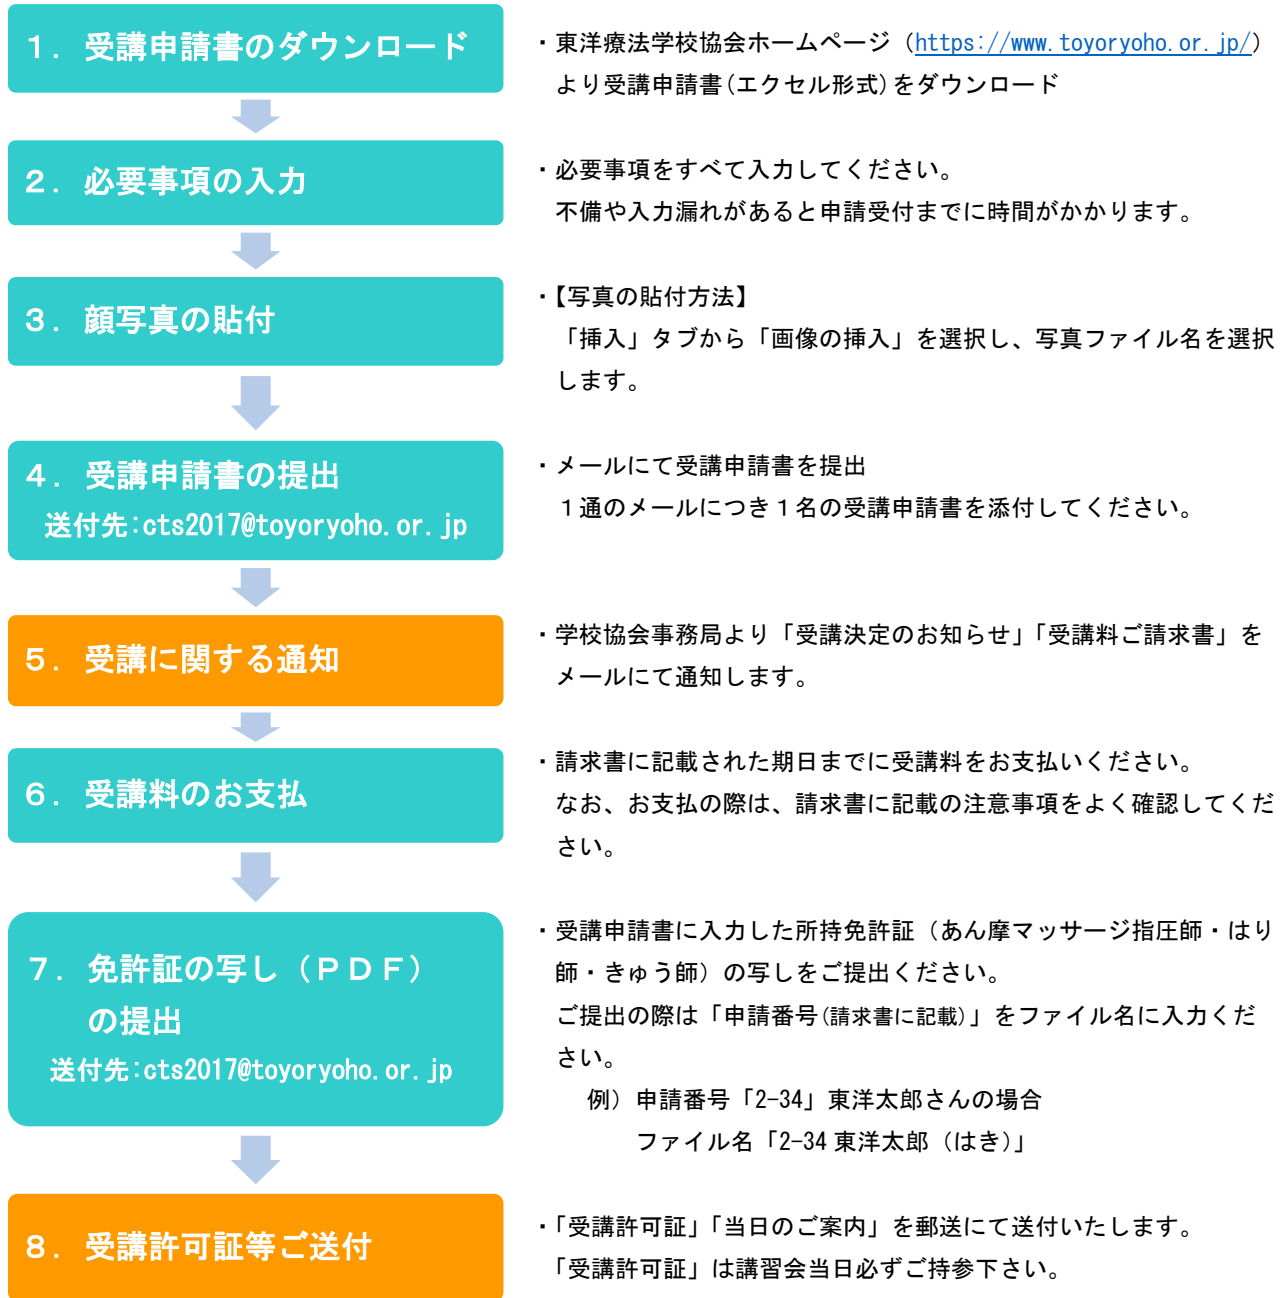 １．受講申請書のダウンロード
・東洋療法学校協会ホームページ（https://www.toyoryoho.or.jp/）
より受講申請書(エクセル形式)をダウンロード
２．必要事項の入力
・必要事項をすべて入力してください。
不備や入力漏れがあると申請受付までに時間がかかります。
３．顔写真の貼付
・【写真の貼付方法】
「挿入」タブから「画像の挿入」を選択し、写真ファイル名を選択
します。
４．受講申請書の提出
送付先:cts2017@toyoryoho.or.jp
・メールにて受講申請書を提出
１通のメールにつき１名の受講申請書を添付してください。
５．受講に関する通知
・学校協会事務局より「受講決定のお知らせ」「受講料ご請求書」を
メールにて通知します。
６．受講料のお支払
・請求書に記載された期日までに受講料をお支払いください。
なお、お支払の際は、請求書に記載の注意事項をよく確認してくだ
さい。
７．免許証の写し（ＰＤＦ）
の提出
送付先:cts2017@toyoryoho.or.jp
・受講申請書に入力した所持免許証（あん摩マッサージ指圧師・はり
師・きゅう師）の写しをご提出ください。
ご提出の際は「申請番号(請求書に記載)」をファイル名に入力くだ
さい。
例）申請番号「2-34」東洋太郎さんの場合
ファイル名「2-34 東洋太郎（はき）」
８．受講許可証等ご送付
・「受講許可証」「当日のご案内」を郵送にて送付いたします。
「受講許可証」は講習会当日必ずご持参下さい。